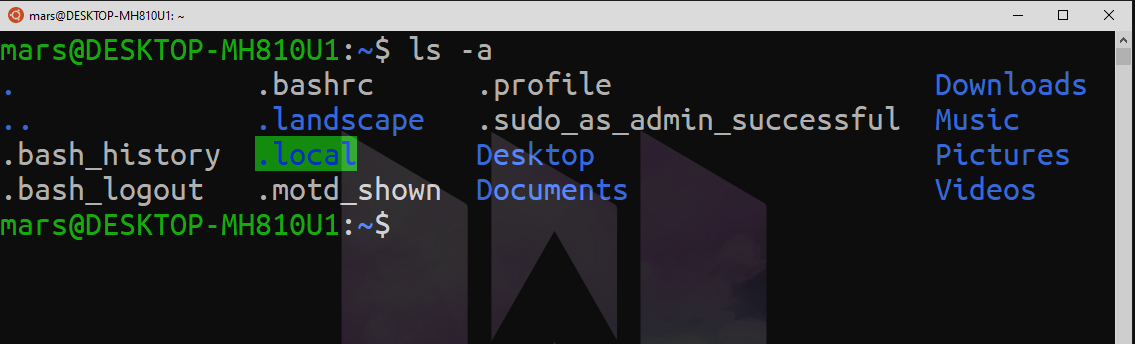 mars@DESKTOP-MH810U1: ~
mars@DESKTOP-MH810U1:~$ ls -a
. .bashrc .profile Downloads
.. .landscape .sudo_as_admin_successful Music
.bash_history .local Desktop Pictures
.bash_logout .motd_shown Documents Videos
mars@DESKTOP-MH810U1:~$